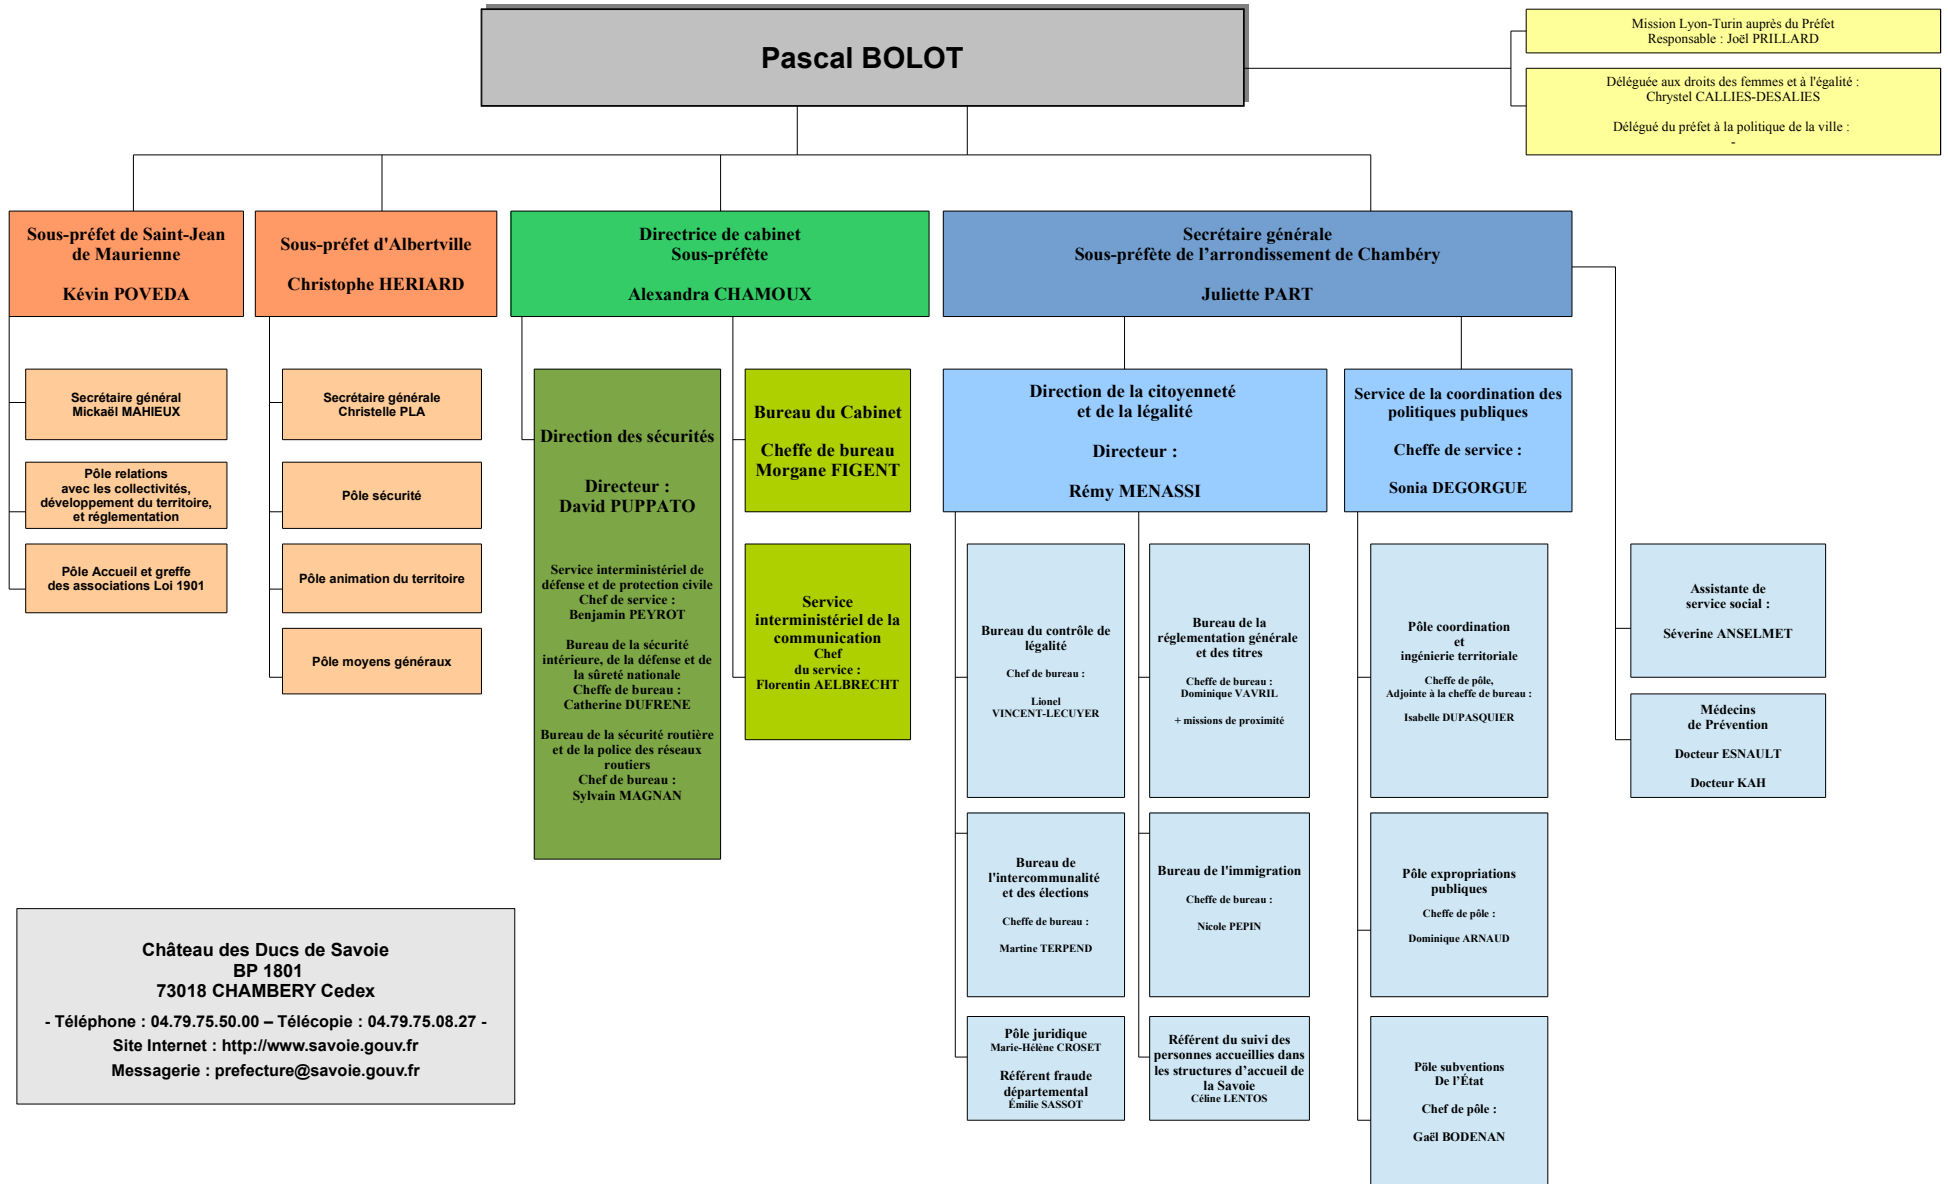 Pascal BOLOT
Mission Lyon-Turin auprès du Préfet
Responsable : Joël PRILLARD
Déléguée aux droits des femmes et à l'égalité :
Chrystel CALLIES-DESALIES
Délégué du préfet à la politique de la ville :
-
Sous-préfet de Saint-Jean
de Maurienne
Kévin POVEDA
Sous-préfet d'Albertville
Christophe HERIARD
Directrice de cabinet
Sous-préfète
Alexandra CHAMOUX
Secrétaire générale
Sous-préfète de l’arrondissement de Chambéry
Juliette PART
Secrétaire général
Mickaël MAHIEUX
Pôle relations
avec les collectivités,
développement du territoire,
et réglementation
Pôle Accueil et greffe
des associations Loi 1901
Secrétaire générale
Christelle PLA
Pôle sécurité
Pôle animation du territoire
Pôle moyens généraux
Direction des sécurités
Directeur :
David PUPPATO
Service interministériel de
défense et de protection civile
Chef de service :
Benjamin PEYROT
Bureau de la sécurité
intérieure, de la défense et de
la sûreté nationale
Cheffe de bureau :
Catherine DUFRENE
Bureau de la sécurité routière
et de la police des réseaux
routiers
Chef de bureau :
Sylvain MAGNAN
Bureau du Cabinet
Cheffe de bureau
Morgane FIGENT
Service
interministériel de la
communication
Chef
du service :
Florentin AELBRECHT
Direction de la citoyenneté
et de la légalité
Directeur :
Rémy MENASSI
Service de la coordination des
politiques publiques
Cheffe de service :
Sonia DEGORGUE
Bureau du contrôle de
légalité
Chef de bureau :
Lionel
VINCENT-LECUYER
Bureau de la
réglementation générale
et des titres
Cheffe de bureau :
Dominique VAVRIL
+ missions de proximité
Pôle coordination
et
ingénierie territoriale
Cheffe de pôle,
Adjointe à la cheffe de bureau :
Isabelle DUPASQUIER
Assistante de
service social :
Séverine ANSELMET
Médecins
de Prévention
Docteur ESNAULT
Docteur KAH
Bureau de
l'intercommunalité
et des élections
Cheffe de bureau :
Martine TERPEND
Bureau de l'immigration
Cheffe de bureau :
Nicole PEPIN
Pôle expropriations
publiques
Cheffe de pôle :
Dominique ARNAUD
Pôle juridique
Marie-Hélène CROSET
Référent fraude
départemental
Émilie SASSOT
Référent du suivi des
personnes accueillies dans
les structures d’accueil de
la Savoie
Céline LENTOS
Pôle subventions
De l’État
Chef de pôle :
Gaël BODENAN
Château des Ducs de Savoie
BP 1801
73018 CHAMBERY Cedex
- Téléphone : 04.79.75.50.00 – Télécopie : 04.79.75.08.27 -
Site Internet : http://www.savoie.gouv.fr
Messagerie : prefecture@savoie.gouv.fr